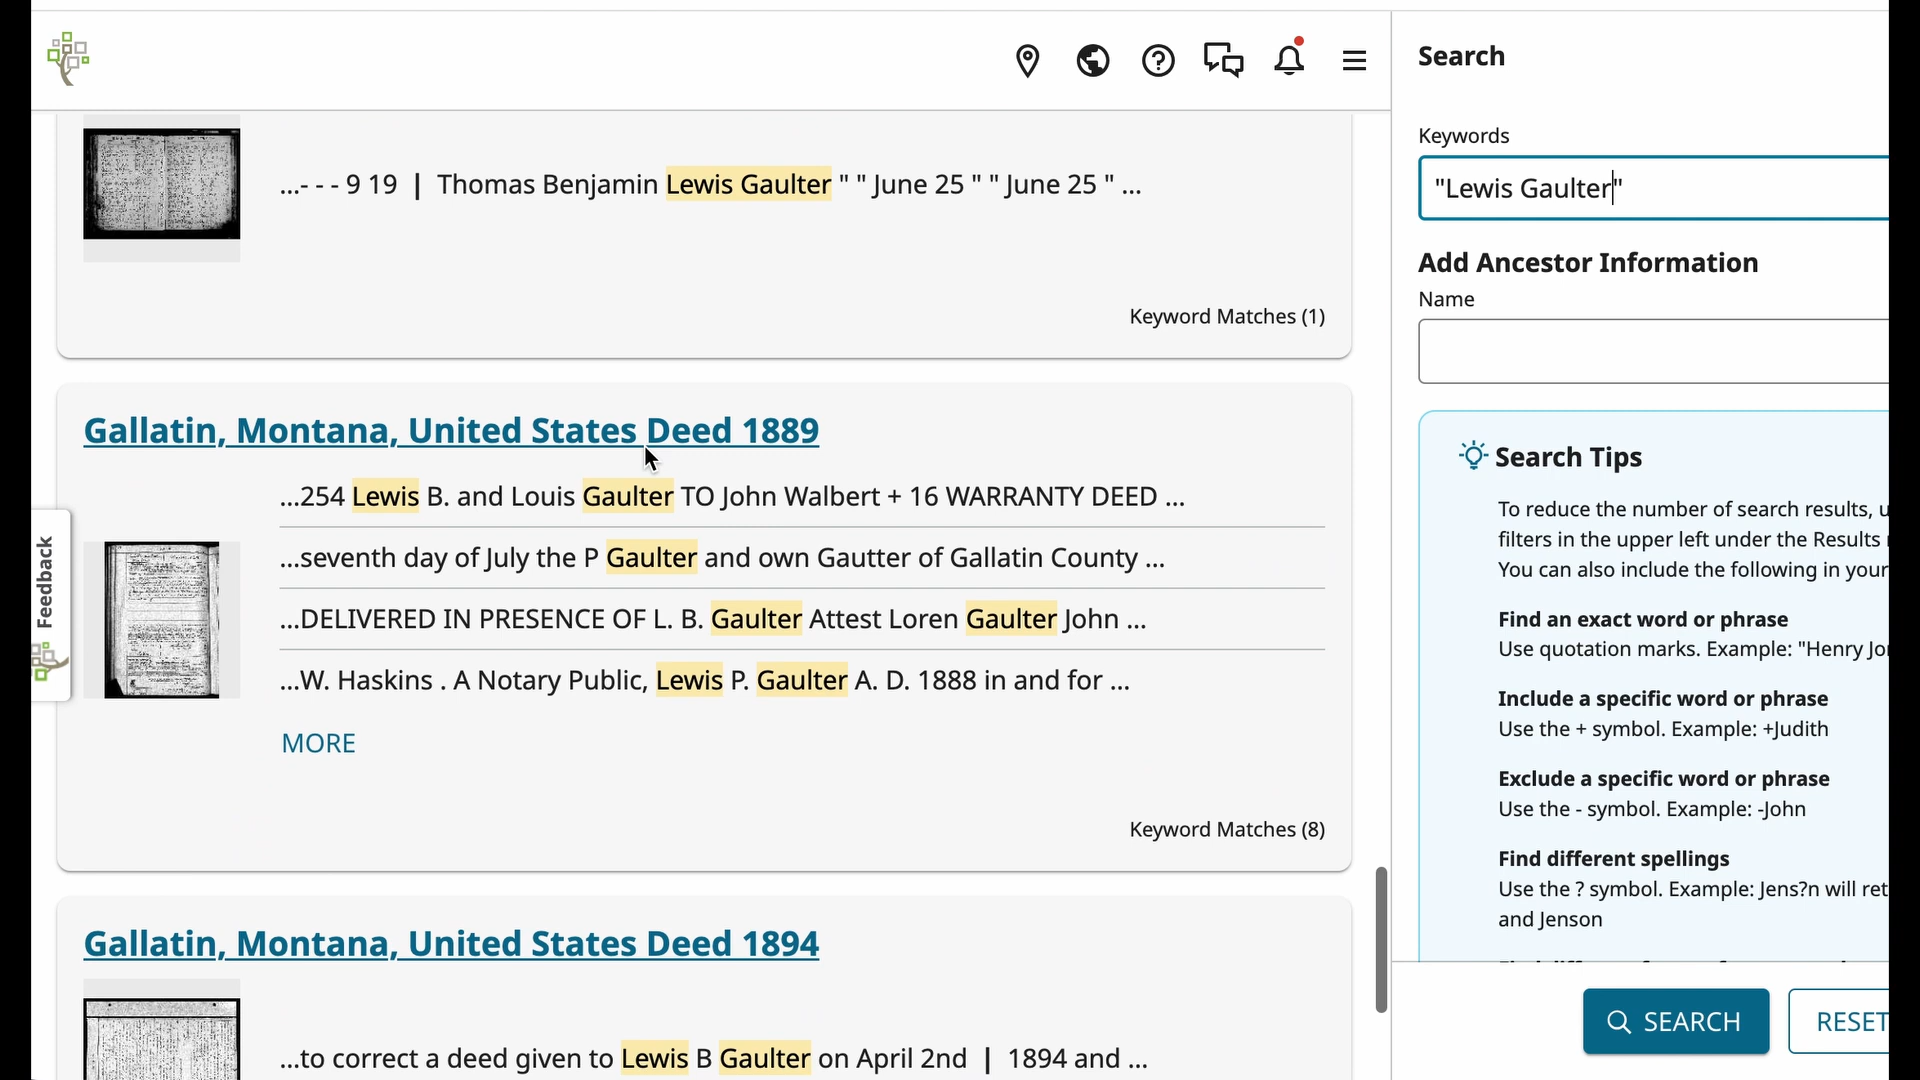 Search
Keywords
"Lewis Gaulter"
Add Ancestor Information
Name
Search Tips
To reduce the number of search results, u
filters in the upper left under the Results
You can also include the following in your
Find an exact word or phrase
Use quotation marks. Example: "Henry Jo
Include a specific word or phrase
Use the + symbol. Example: +Judith
Exclude a specific word or phrase
Use the - symbol. Example: -John
Find different spellings
Use the ? symbol. Example: Jens?n will ret
and Jenson
SEARCH
RESET
...- - - 9 19 | Thomas Benjamin Lewis Gaulter " " June 25 " " June 25 " ...
Keyword Matches (1)
Gallatin, Montana, United States Deed 1889
...254 Lewis B. and Louis Gaulter TO John Walbert + 16 WARRANTY DEED ...
...seventh day of July the P Gaulter and own Gautter of Gallatin County ...
...DELIVERED IN PRESENCE OF L. B. Gaulter Attest Loren Gaulter John ...
...W. Haskins . A Notary Public, Lewis P. Gaulter A. D. 1888 in and for ...
MORE
Keyword Matches (8)
Gallatin, Montana, United States Deed 1894
...to correct a deed given to Lewis B Gaulter on April 2nd | 1894 and ...
Feedback